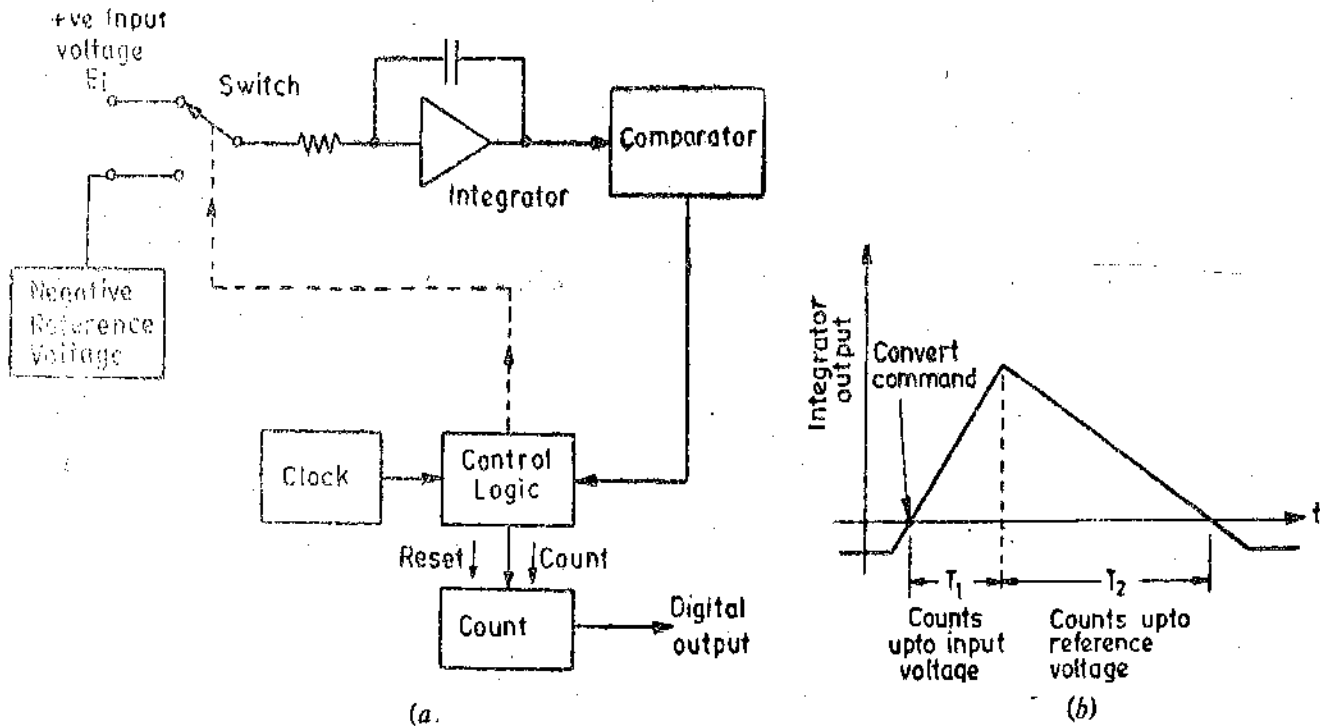 +ve input
voltage
Ei
Switch
Integrator
Comparator
Negative
Reference
Voltage
Clock
Control
Logic
Reset
Count
Count
Digital
output
(a.
Integrator
output
Convert
command
t
T1
T2
Counts
upto input
voltage
Counts upto
reference
voltage
(b)